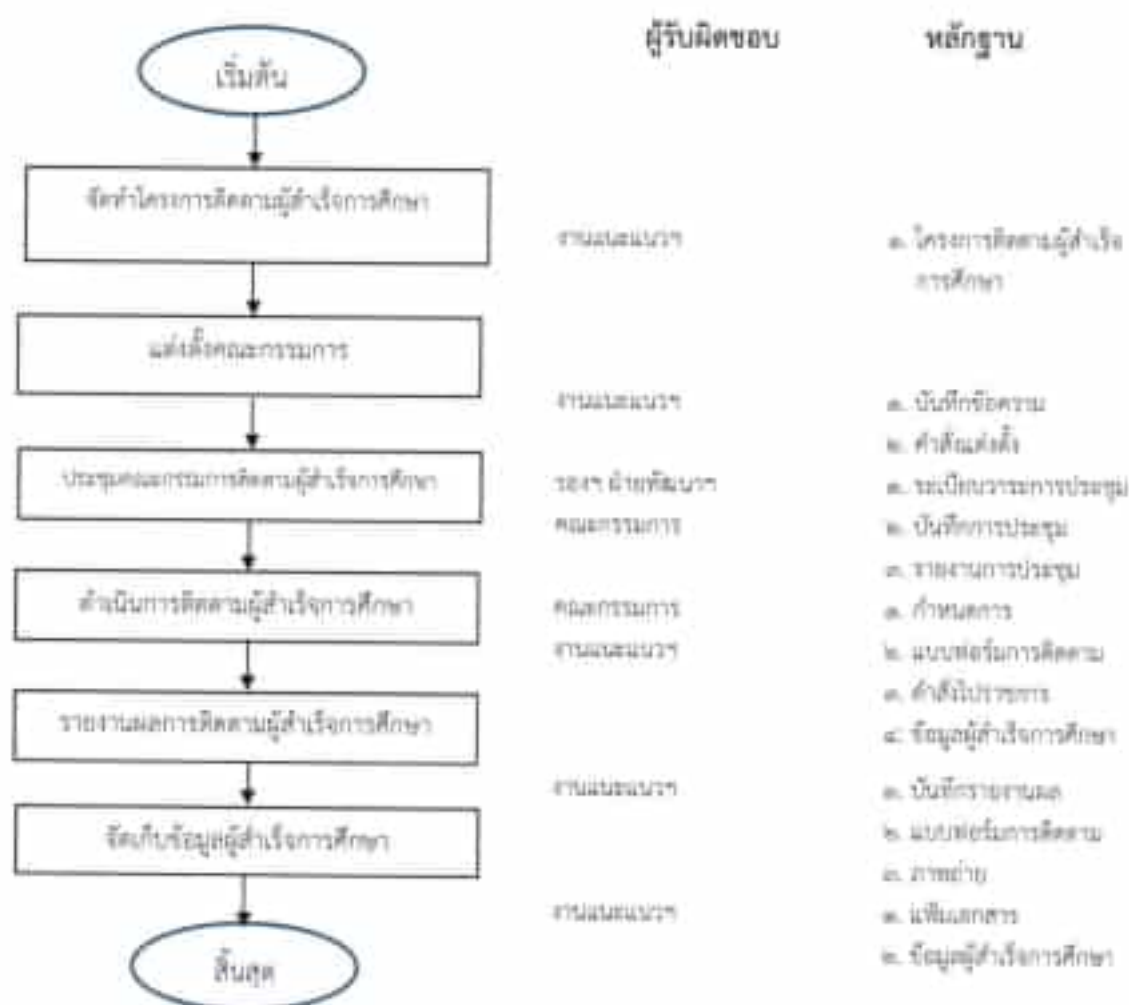 ผู้รับผิดชอบ หลักฐาน
เริ่มต้น
จัดทำโครงการติดตามผู้สำเร็จการศึกษา
งานแนะแนวฯ ๑. โครงการติดตามผู้สำเร็จ
การศึกษา
แต่งตั้งคณะกรรมการ
งานแนะแนวฯ ๑. บันทึกข้อความ
๒. คำสั่งแต่งตั้ง
ประชุมคณะกรรมการติดตามผู้สำเร็จการศึกษา รองฯ ฝ่ายพัฒนาฯ ๑. ระเบียบวาระการประชุม
คณะกรรมการ ๒. บันทึกการประชุม
๓. รายงานการประชุม
ดำเนินการติดตามผู้สำเร็จการศึกษา คณะกรรมการ ๑. กำหนดการ
งานแนะแนวฯ ๒. แบบฟอร์มการติดตาม
๓. คำสั่งไปราชการ
รายงานผลการติดตามผู้สำเร็จการศึกษา ๔. ข้อมูลผู้สำเร็จการศึกษา
งานแนะแนวฯ ๑. บันทึกรายงานผล
จัดเก็บข้อมูลผู้สำเร็จการศึกษา ๒. แบบฟอร์มการติดตาม
๓. ภาพถ่าย
งานแนะแนวฯ ๑. แฟ้มเอกสาร
สิ้นสุด ๒. ข้อมูลผู้สำเร็จการศึกษา